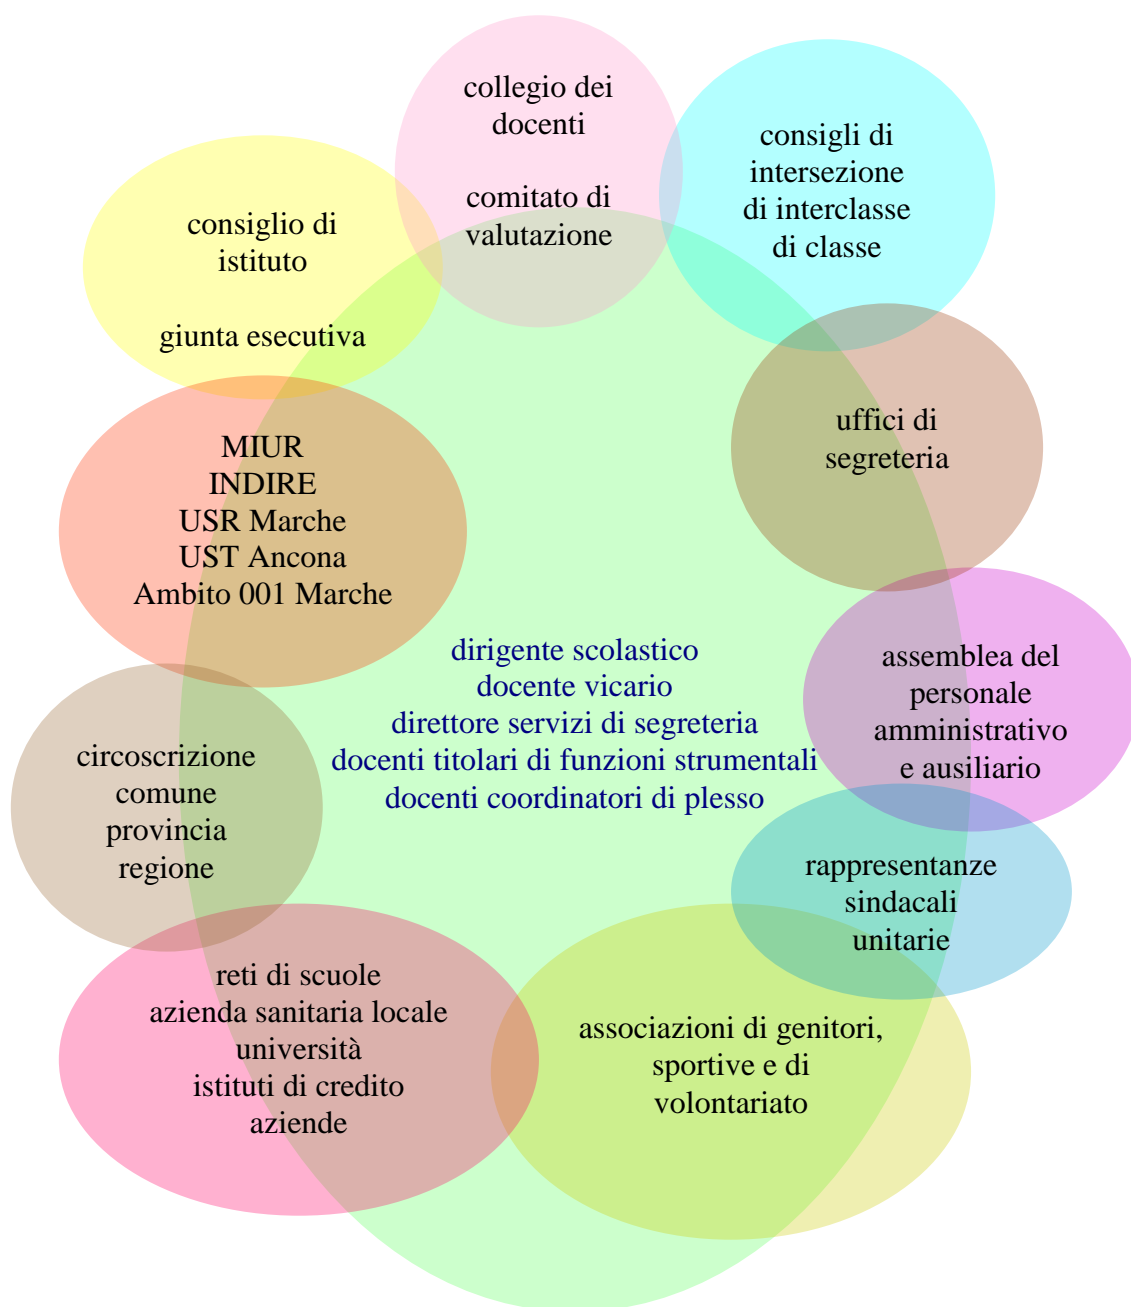 collegio dei
docenti
comitato di
valutazione
consigli di
intersezione
di interclasse
di classe
consiglio di
istituto
giunta esecutiva
uffici di
segreteria
MIUR
INDIRE
USR Marche
UST Ancona
Ambito 001 Marche
dirigente scolastico
docente vicario
direttore servizi di segreteria
docenti titolari di funzioni strumentali
docenti coordinatori di plesso
assemblea del
personale
amministrativo
e ausiliario
circoscrizione
comune
provincia
regione
rappresentanze
sindacali
unitarie
reti di scuole
azienda sanitaria locale
università
istituti di credito
aziende
associazioni di genitori,
sportive e di
volontariato